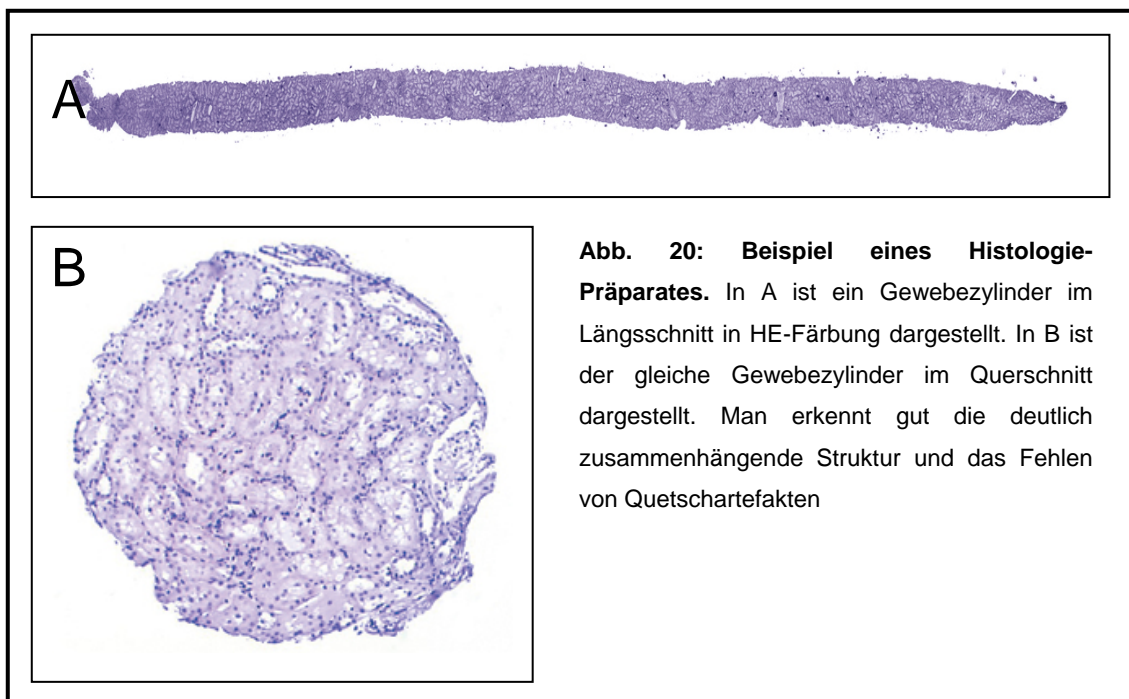 A
B
Abb. 20: Beispiel eines Histologie-
Präparates. In A ist ein Gewebezylinder im
Längsschnitt in HE-Färbung dargestellt. In B ist
der gleiche Gewebezylinder im Querschnitt
dargestellt. Man erkennt gut die deutlich
zusammenhängende Struktur und das Fehlen
von Quetschartefakten